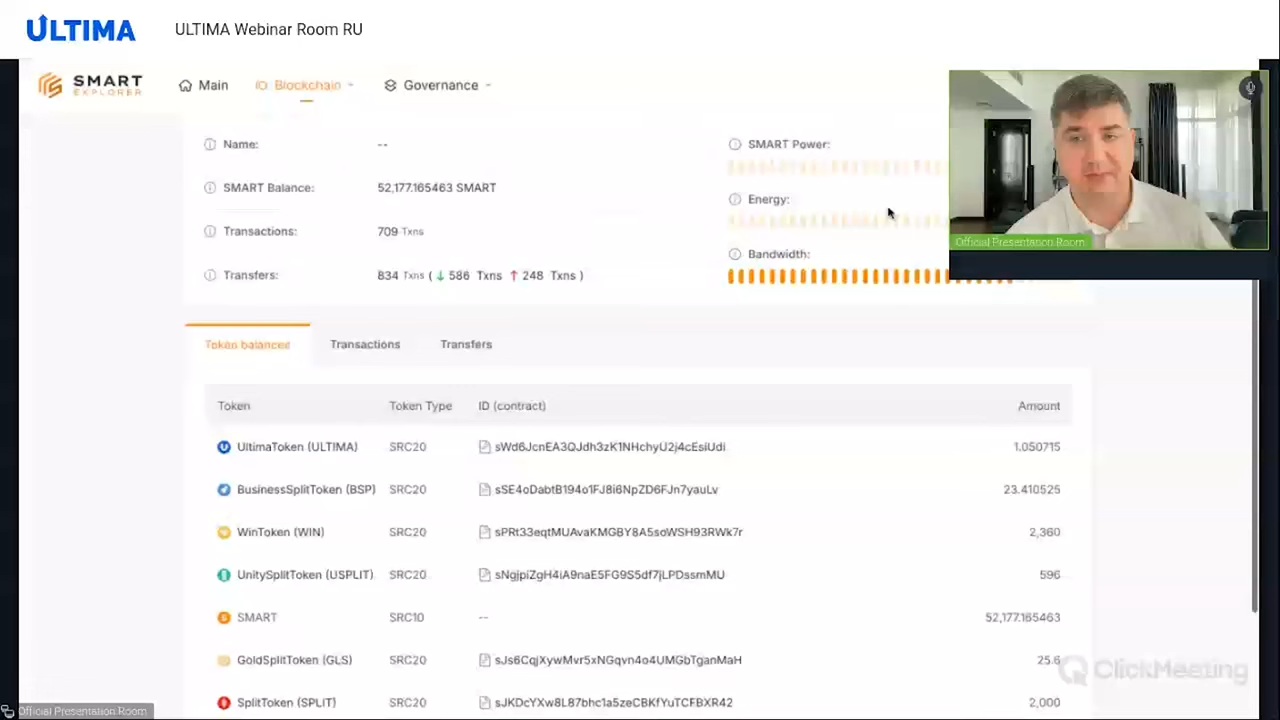 ULTIMA ULTIMA Webinar Room RU
SMART EXPLORER Main Blockchain Governance
Name: --
SMART Power:
SMART Balance: 52,177.165463 SMART
Energy:
Transactions: 709 Txns
Official Presentation Room
Bandwidth:
Transfers: 834 Txns ( ↓ 586 Txns ↑ 248 Txns )
Token balances Transactions Transfers
Token Token Type ID (contract) Amount
UltimaToken (ULTIMA) SRC20 sWd6JcnEA3QJdh3zK1NHchyU2j4cEsiUdi 1.050715
BusinessSplitToken (BSP) SRC20 sSE4oDabtB194o1FJ8i6NpZD6FJn7yauLv 23.410525
WinToken (WIN) SRC20 sPRt33eqtMUAvaKMGBY8A5soWSH93RWk7r 2,360
UnitySplitToken (USPLIT) SRC20 sNgjpiZgH4iA9naE5FG9S5df7jLPDssmMU 596
SMART SRC10 -- 52,177.165463
GoldSplitToken (GLS) SRC20 sJs6CqjXywMvr5xNGqvn4o4UMGbTganMaH 25.6
ClickMeeting
SplitToken (SPLIT) SRC20 sJKDcYXw8L87bhc1a5zeCBKfYuTCFBXR42 2,000
Official Presentation Room